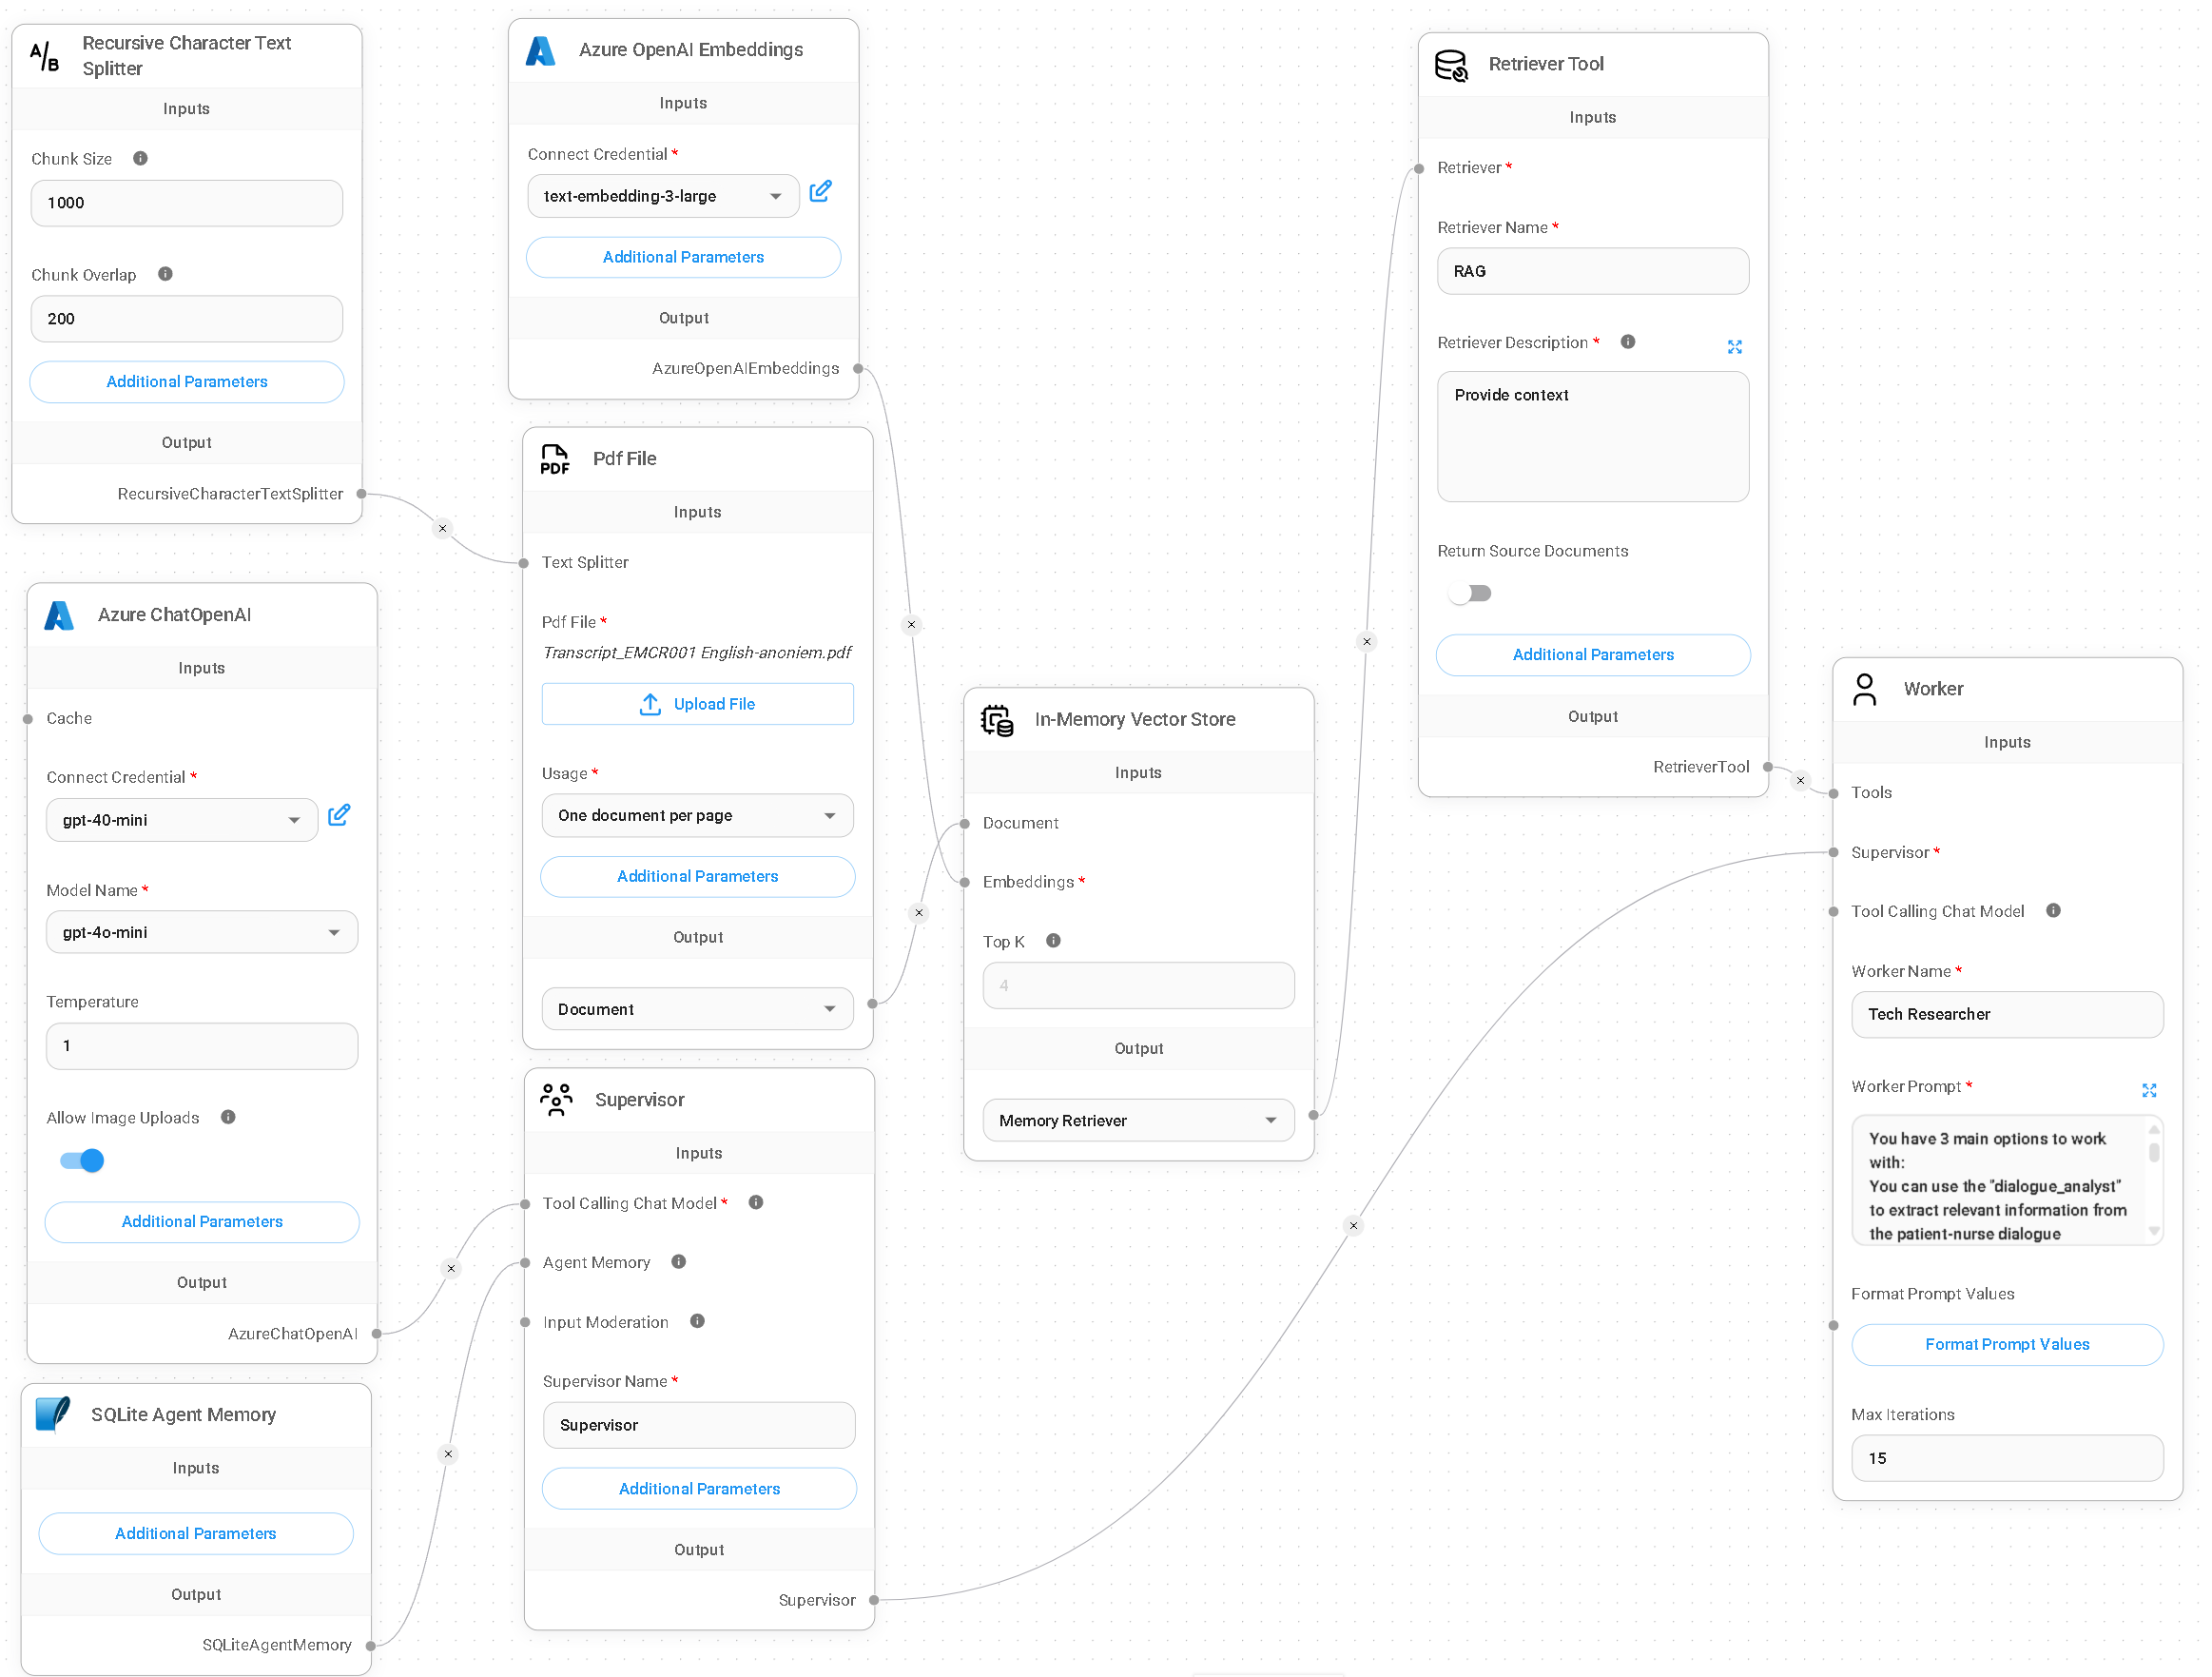 Recursive Character Text
Splitter
Inputs
Chunk Size
1000
Chunk Overlap
200
Additional Parameters
Output
RecursiveCharacterTextSplitter
Azure OpenAI Embeddings
Inputs
Connect Credential *
text-embedding-3-large
Additional Parameters
Output
AzureOpenAIEmbeddings
Pdf File
Inputs
Text Splitter
Pdf File *
Transcript_EMCR001 English-anoniem.pdf
Upload File
Usage *
One document per page
Additional Parameters
Output
Document
Azure ChatOpenAI
Inputs
Cache
Connect Credential *
gpt-40-mini
Model Name *
gpt-4o-mini
Temperature
1
Allow Image Uploads
Additional Parameters
Output
AzureChatOpenAI
SQLite Agent Memory
Inputs
Additional Parameters
Output
SQLiteAgentMemory
Supervisor
Inputs
Tool Calling Chat Model *
Agent Memory
Input Moderation
Supervisor Name *
Supervisor
Additional Parameters
Output
Supervisor
In-Memory Vector Store
Inputs
Document
Embeddings *
Top K
4
Output
Memory Retriever
Retriever Tool
Inputs
Retriever *
Retriever Name *
RAG
Retriever Description *
Provide context
Return Source Documents
Additional Parameters
Output
RetrieverTool
Worker
Inputs
Tools
Supervisor *
Tool Calling Chat Model
Worker Name *
Tech Researcher
Worker Prompt *
You have 3 main options to work
with:
You can use the "dialogue_analyst"
to extract relevant information from
the patient-nurse dialogue
Format Prompt Values
Format Prompt Values
Max Iterations
15